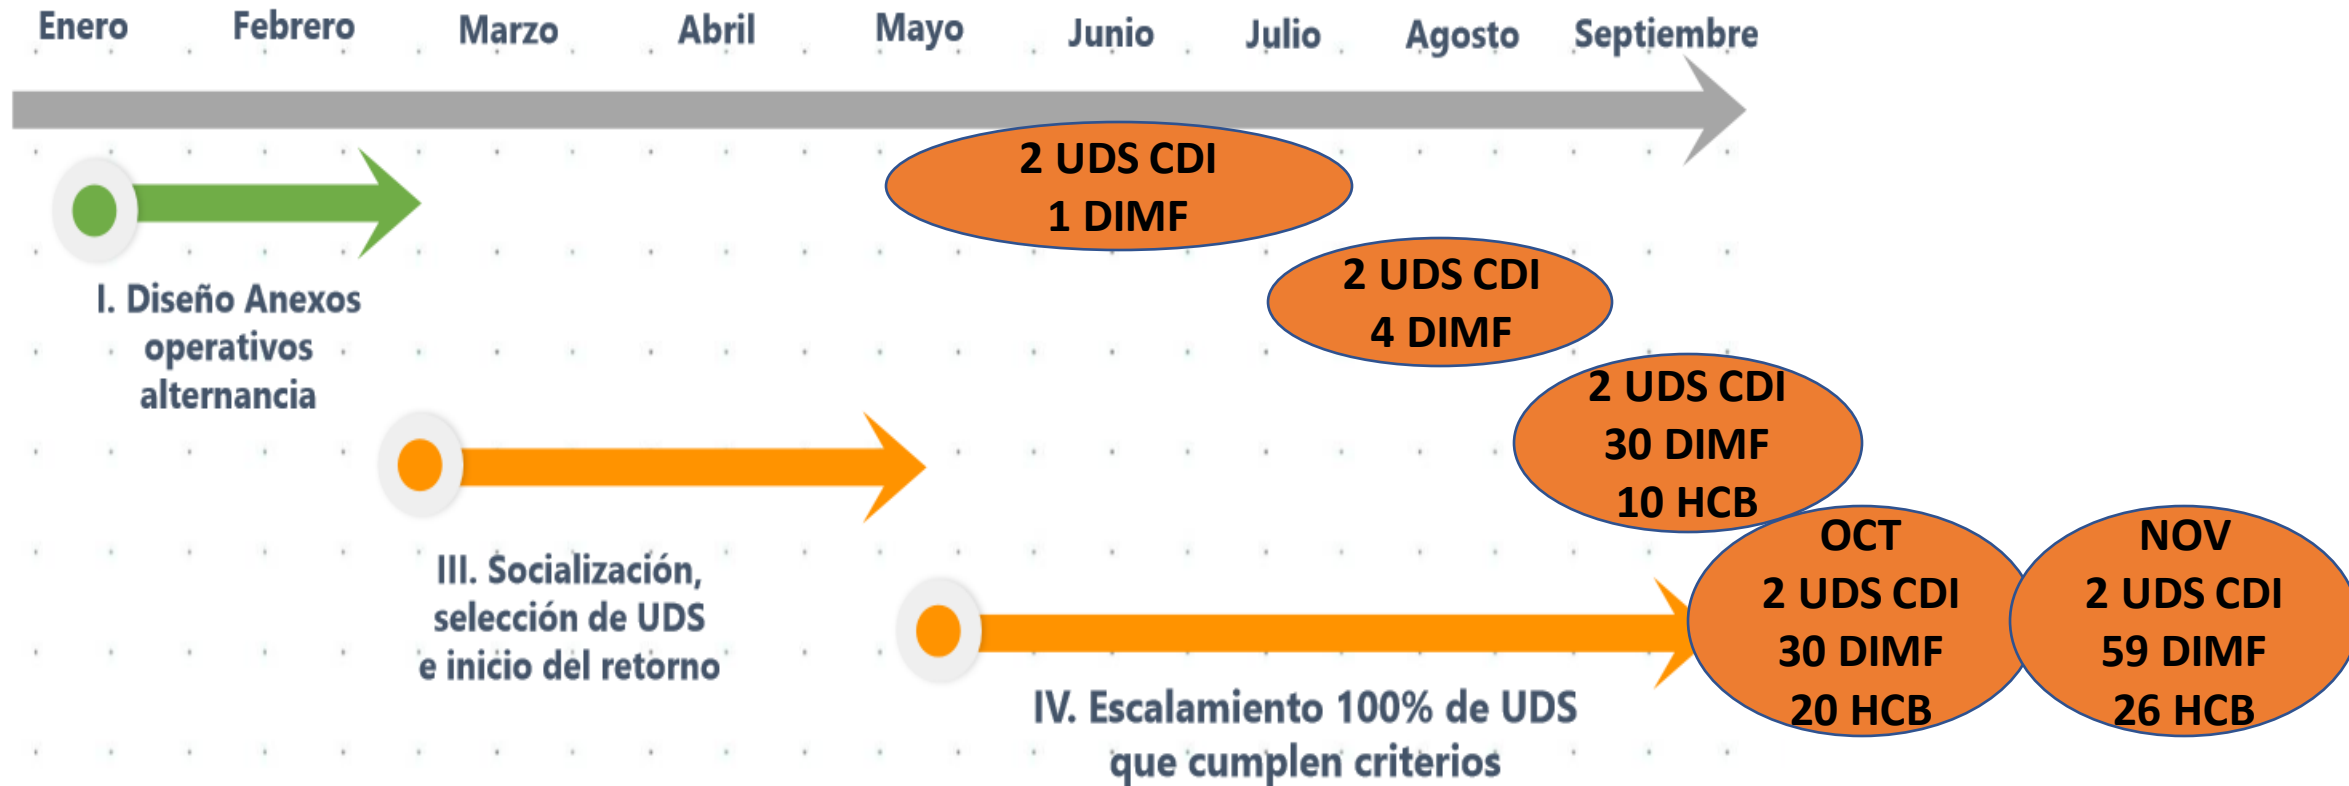 Enero Febrero Marzo Abril Mayo Junio Julio Agosto Septiembre
2 UDS CDI
1 DIMF
2 UDS CDI
4 DIMF
I. Diseño Anexos
operativos
alternancia
2 UDS CDI
30 DIMF
10 HCB
III. Socialización,
selección de UDS
e inicio del retorno
OCT
2 UDS CDI
30 DIMF
20 HCB
NOV
2 UDS CDI
59 DIMF
26 HCB
IV. Escalamiento 100% de UDS
que cumplen criterios